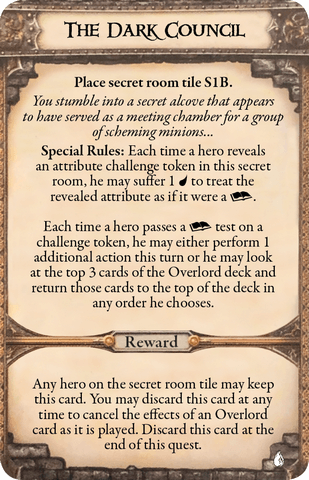 The Dark Council
Place secret room tile S1B.
You stumble into a secret alcove that appears
to have served as a meeting chamber for a group
of scheming minions...
Special Rules: Each time a hero reveals
an attribute challenge token in this secret
room, he may suffer 1 to treat the
revealed attribute as if it were a .
Each time a hero passes a test on a
challenge token, he may either perform 1
additional action this turn or he may look
at the top 3 cards of the Overlord deck and
return those cards to the top of the deck in
any order he chooses.
Reward
Any hero on the secret room tile may keep
this card. You may discard this card at any
time to cancel the effects of an Overlord
card as it is played. Discard this card at the
end of this quest.